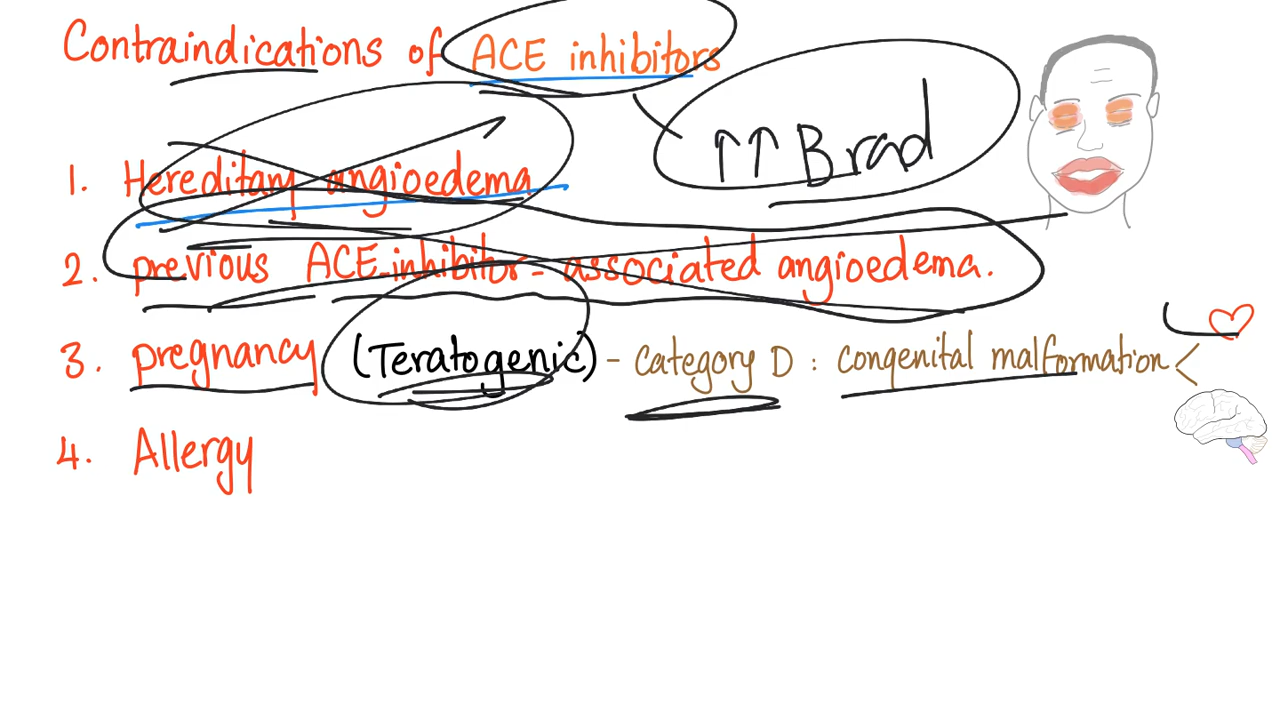 Contraindications of ACE inhibitors
↑↑ Brad
1. Hereditary angioedema
2. previous ACE-inhibitor-associated angioedema.
3. pregnancy (Teratogenic) - Category D : Congenital malformation <
4. Allergy